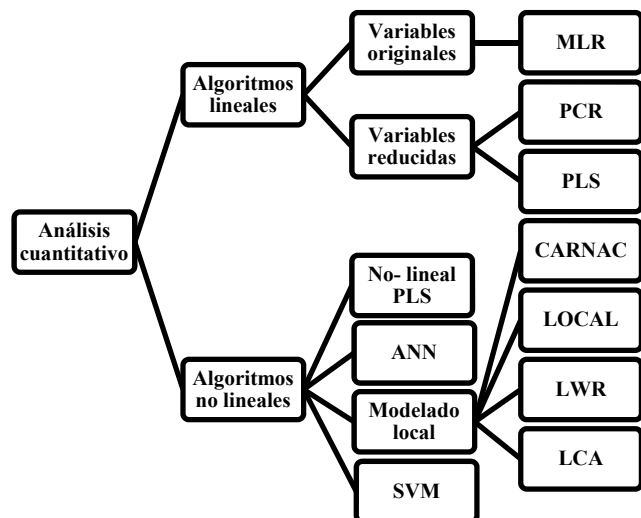 Análisis
cuantitativo
Algoritmos
lineales
Variables
originales
MLR
Variables
reducidas
PCR
PLS
Algoritmos
no lineales
No- lineal
PLS
ANN
Modelado
local
CARNAC
LOCAL
LWR
LCA
SVM